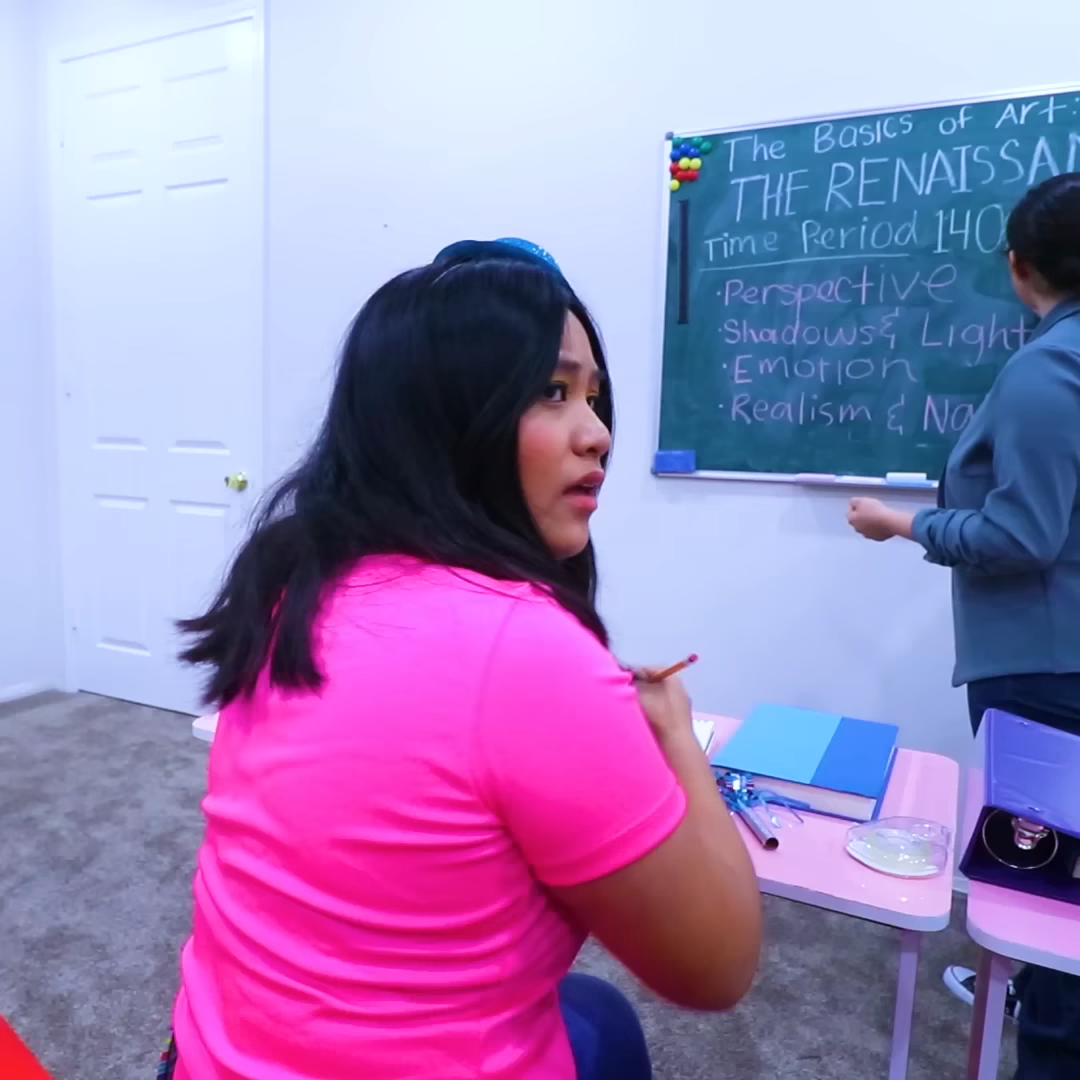 The Basics of Art:
THE RENAISSAN
Time Period 140
·Perspective
·Shadows & Light
·Emotion
·Realism & Na